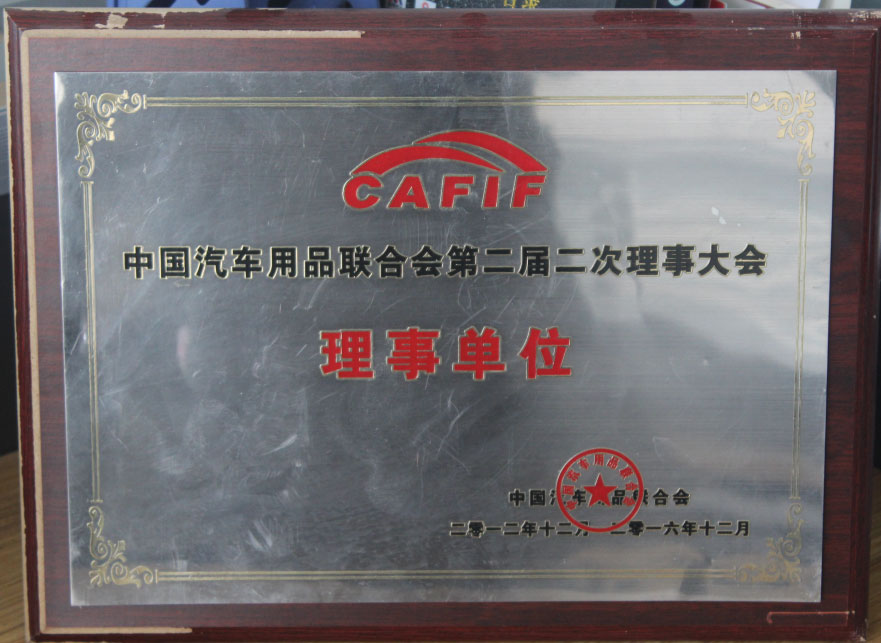 CAFIF
中国汽车用品联合会第二届二次理事大会
理事单位
中国汽车用品联合会
二零一二年十二月 二零一六年十二月